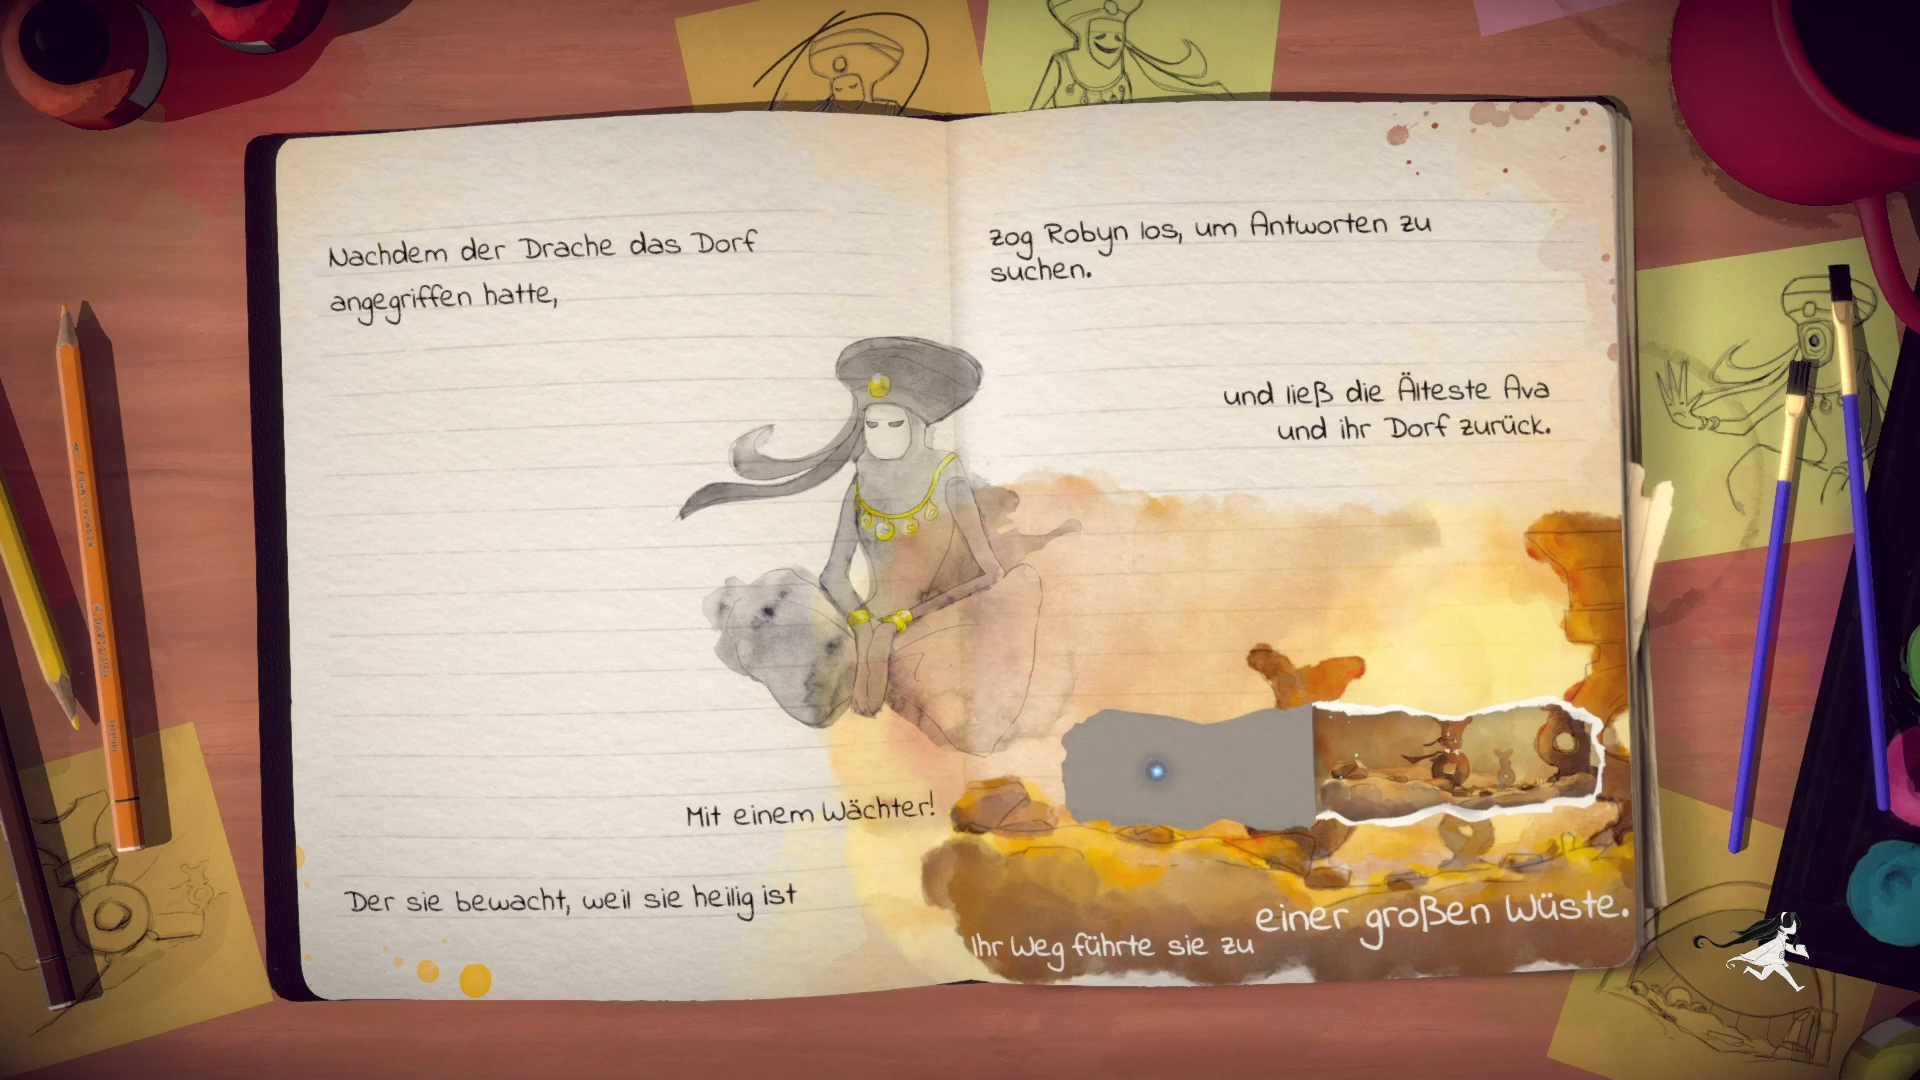 Nachdem der Drache das Dorf
angegriffen hatte,
Mit einem Wächter!
Der sie bewacht, weil sie heilig ist
zog Robyn los, um Antworten zu
suchen.
und ließ die Älteste Ava
und ihr Dorf zurück.
Ihr Weg führte sie zu
einer großen Wüste.